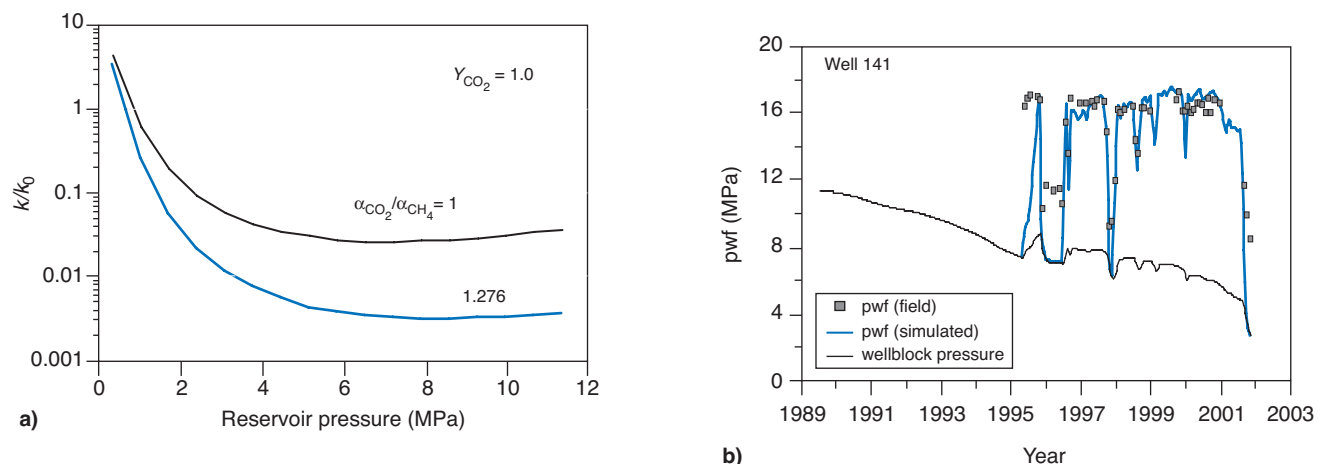 10
1
0.1
0.01
0.001
k/k0
YCO2 = 1.0
αCO2/αCH4 = 1
1.276
0 2 4 6 8 10 12
Reservoir pressure (MPa)
a)
20
16
12
8
4
0
pwf (MPa)
Well 141
pwf (field)
pwf (simulated)
wellblock pressure
1989 1991 1993 1995 1997 1999 2001 2003
Year
b)